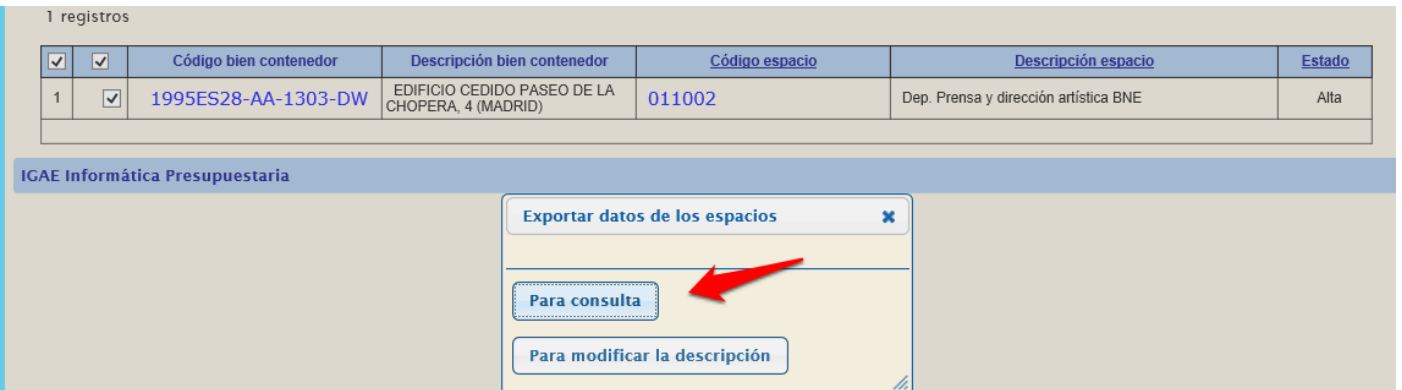 1 registros
Código bien contenedor Descripción bien contenedor Código espacio Descripción espacio Estado
1 1995ES28-AA-1303-DW EDIFICIO CEDIDO PASEO DE LA CHOPERA, 4 (MADRID) 011002 Dep. Prensa y dirección artística BNE Alta
IGAE Informática Presupuestaria
Exportar datos de los espacios
Para consulta
Para modificar la descripción